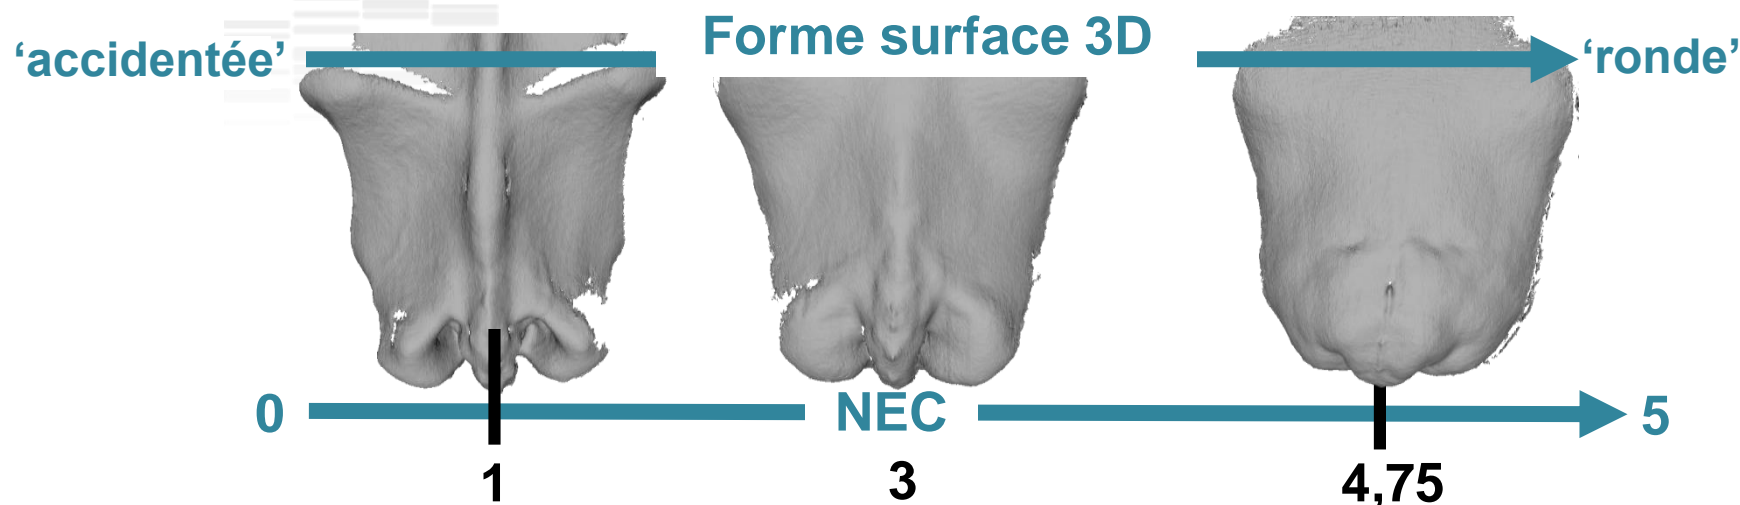 Forme surface 3D
‘accidentée’ ‘ronde’
0 NEC 5
1 3 4,75